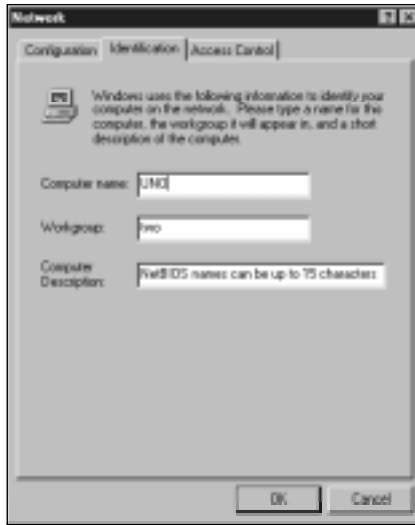 Network
Configuration Identification Access Control
Windows uses the following information to identify your
computer on the network. Please type a name for this
computer, the workgroup it will appear in, and a short
description of the computer.
Computer name: UNO
Workgroup: two
Computer
Description: NetBIOS names can be up to 15 characters
OK Cancel